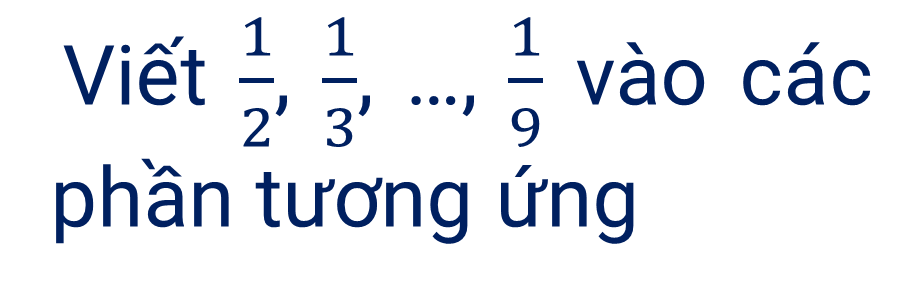 Viết 1/2, 1/3, ..., 1/9 vào các
phần tương ứng